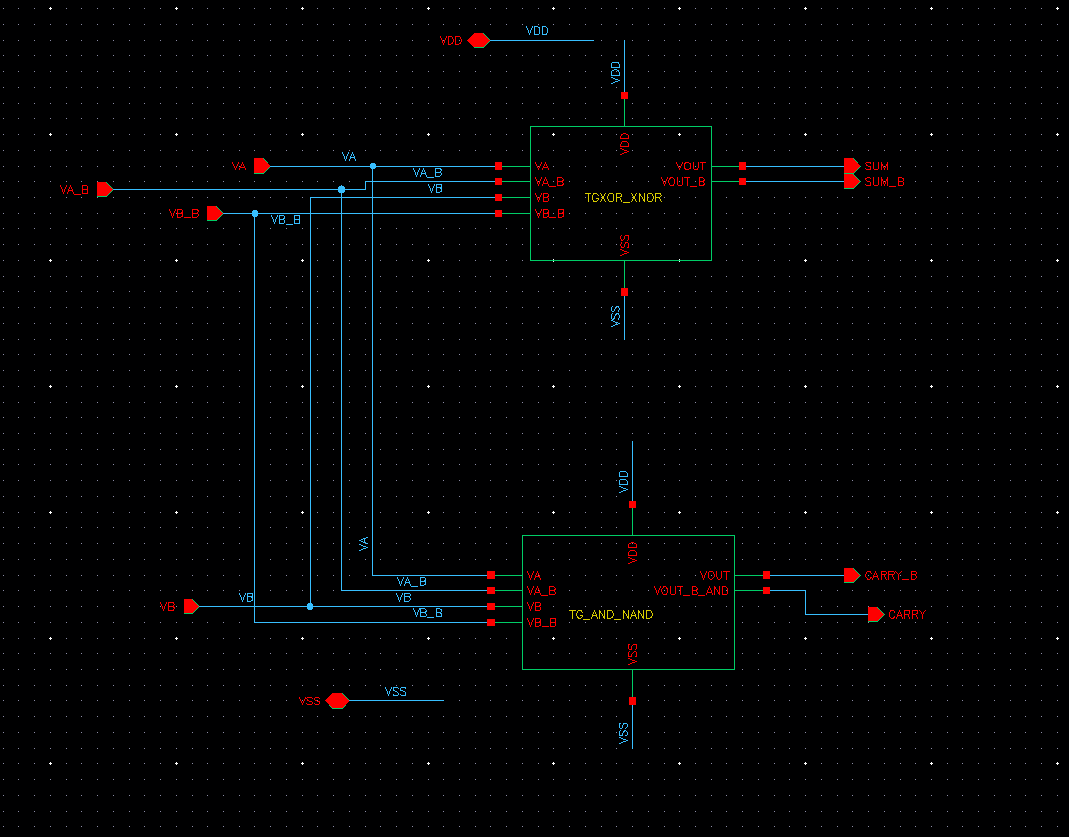 VDD
VDD
VDD
VDD
VA
VA
VA
VOUT
SUM
VA_B
VA_B
VA_B
VOUT_B
SUM_B
VB
VB
TGXOR_XNOR
VB_B
VB_B
VB_B
VSS
VSS
VDD
VDD
VA
VA
VOUT
CARRY_B
VA_B
VA_B
VOUT_B_AND
VB
VB
VB
VB
VB_B
TG_AND_NAND
CARRY
VB_B
VSS
VSS
VSS
VSS